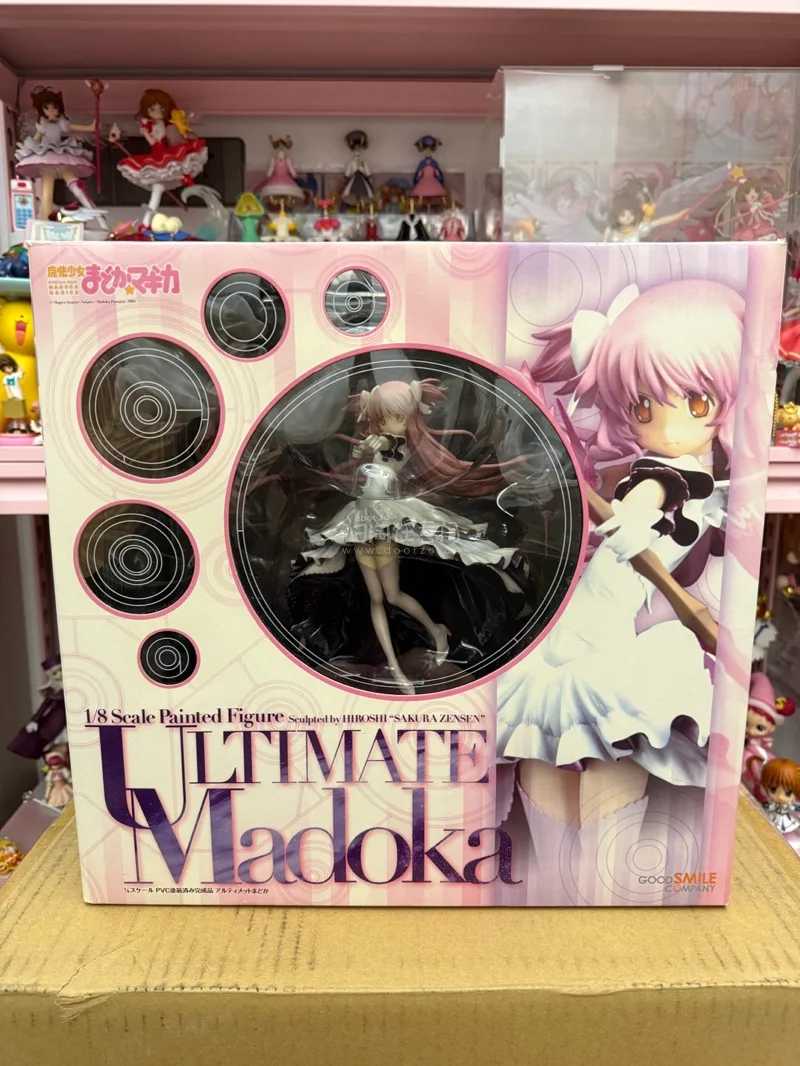 魔法少女
まどか☆マギカ
1/8 Scale Painted Figure Sculpted by HIROSHI "SAKURA ZENSEN"
ULTIMATE
Madoka
1/8スケール PVC塗装済み完成品 アルティメットまどか
GOOD SMILE
COMPANY